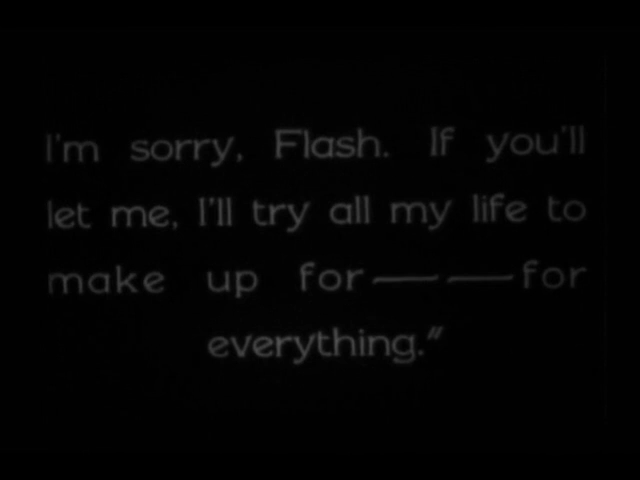 I'm sorry, Flash. If you'll
let me, I'll try all my life to
make up for — — for
everything."